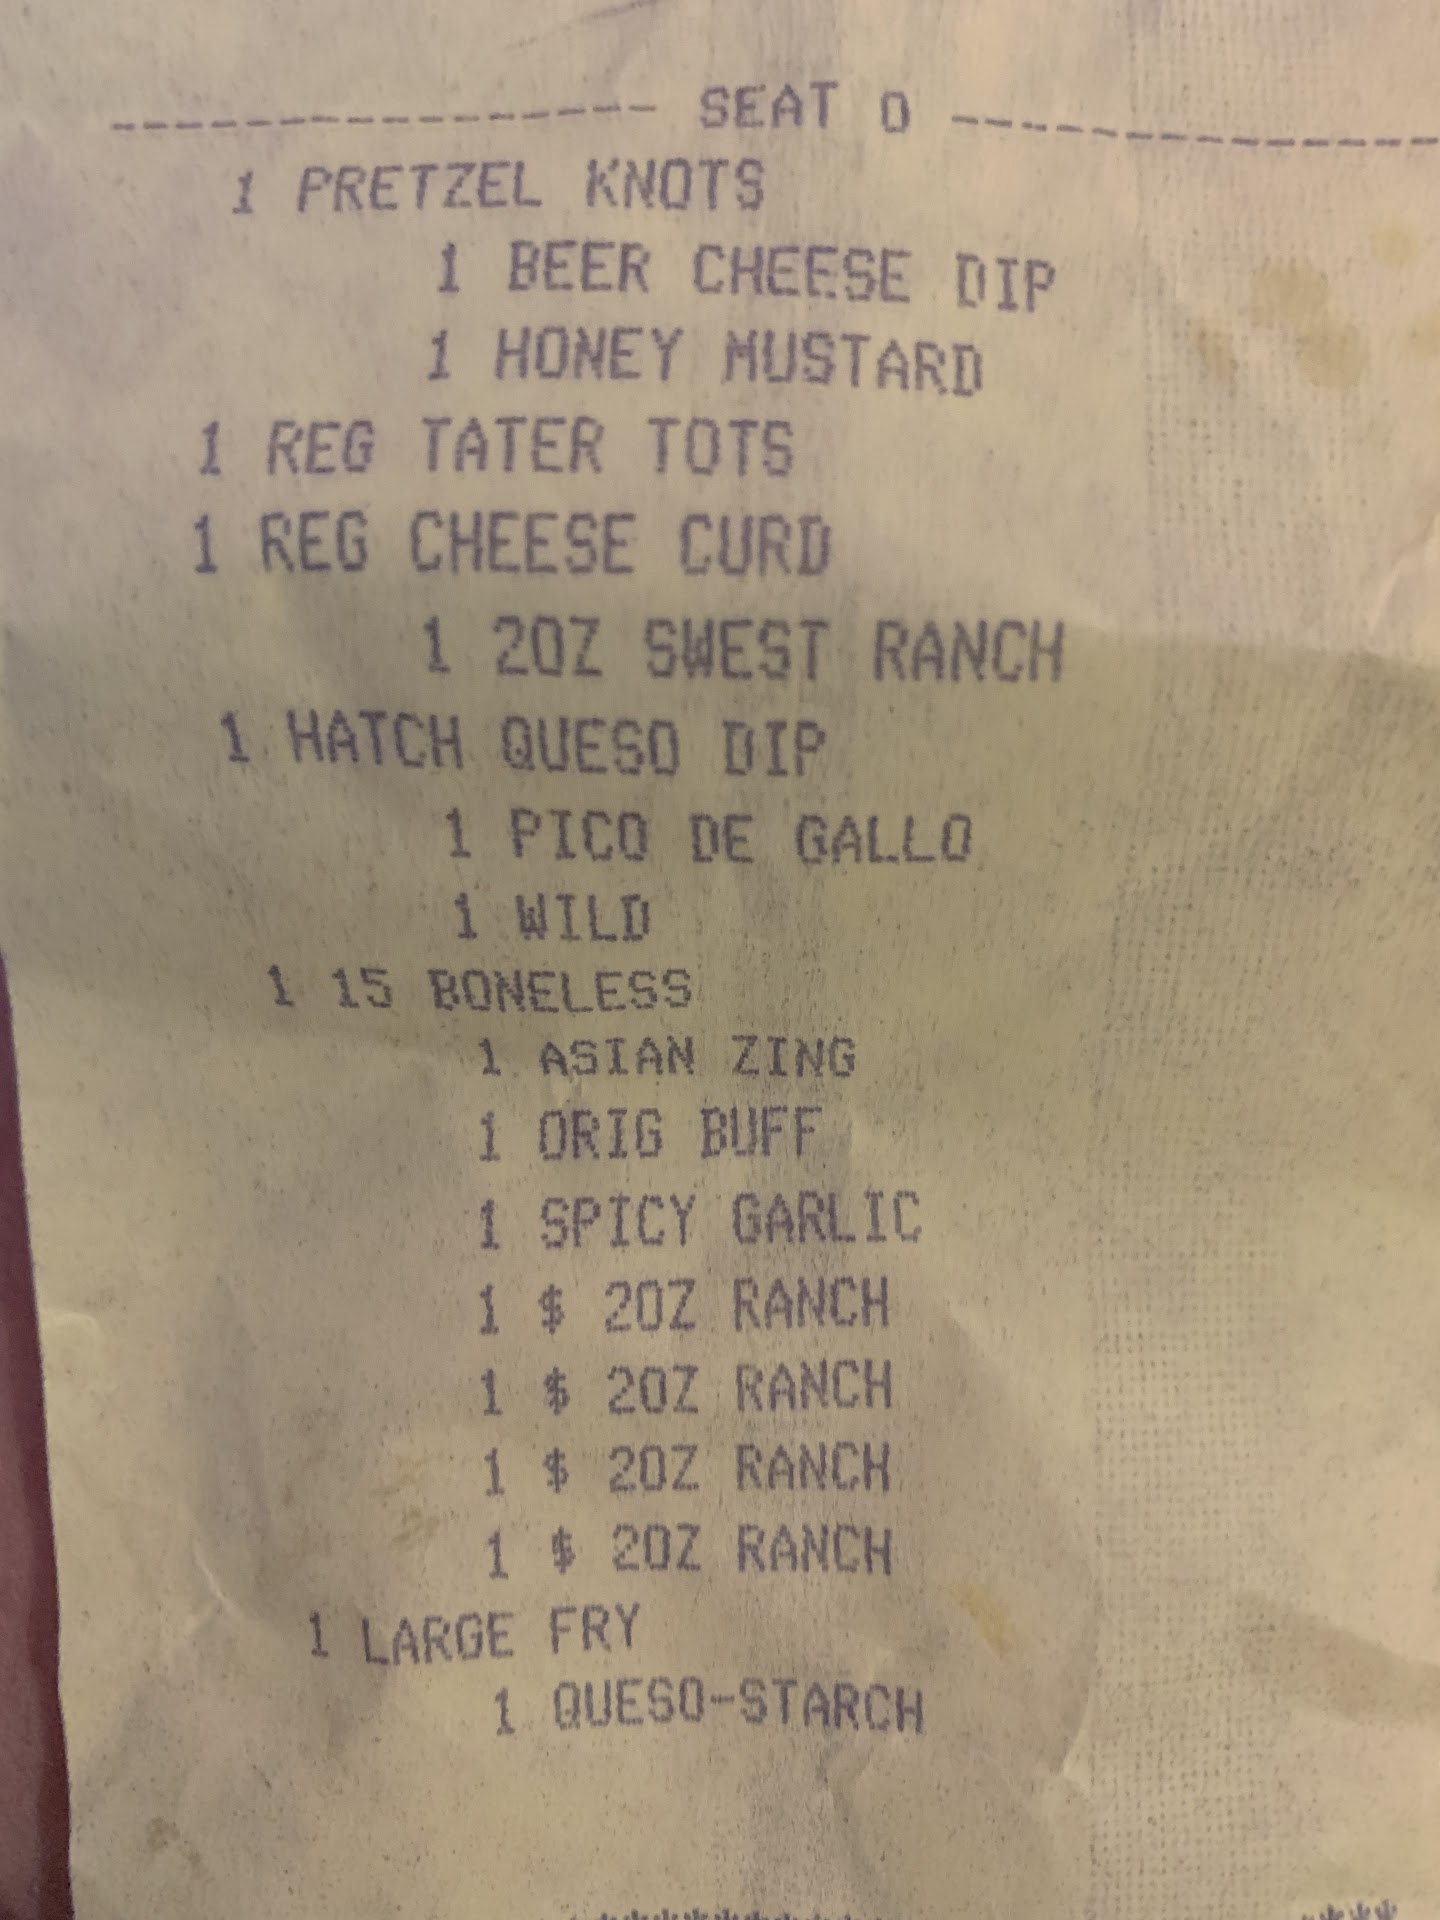 ---------------- SEAT 0 ----------------
1 PRETZEL KNOTS
1 BEER CHEESE DIP
1 HONEY MUSTARD
1 REG TATER TOTS
1 REG CHEESE CURD
1 2OZ SWEST RANCH
1 HATCH QUESO DIP
1 PICO DE GALLO
1 WILD
1 15 BONELESS
1 ASIAN ZING
1 ORIG BUFF
1 SPICY GARLIC
1 $ 2OZ RANCH
1 $ 2OZ RANCH
1 $ 2OZ RANCH
1 $ 2OZ RANCH
1 LARGE FRY
1 QUESO-STARCH